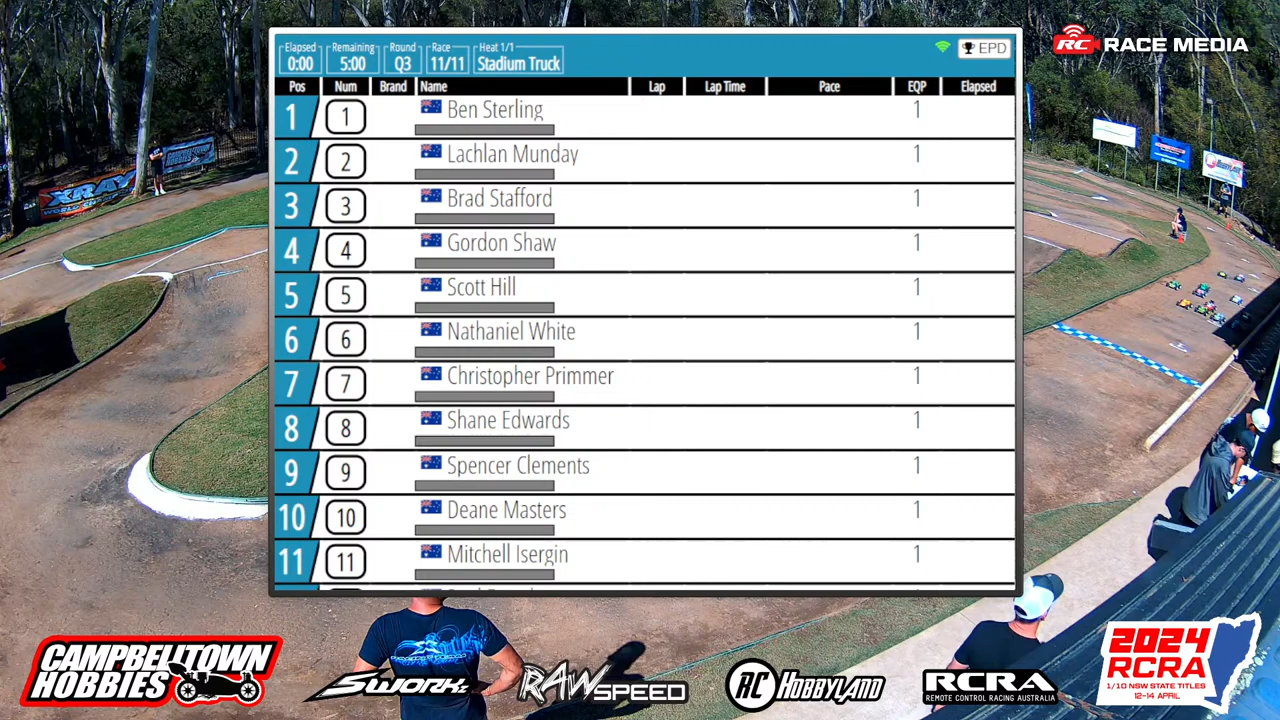 Elapsed Remaining Round Race Heat 1/1
0:00 5:00 Q3 11/11 Stadium Truck
EPD
RC RACE MEDIA
Pos Num Brand Name Lap Lap Time Pace EQP Elapsed
1 1 Ben Sterling 1
2 2 Lachlan Munday 1
3 3 Brad Stafford 1
4 4 Gordon Shaw 1
5 5 Scott Hill 1
6 6 Nathaniel White 1
7 7 Christopher Primmer 1
8 8 Shane Edwards 1
9 9 Spencer Clements 1
10 10 Deane Masters 1
11 11 Mitchell Isergin 1
CAMPBELLTOWN
HOBBIES
XRAY
CAMPBELLTOWN
HOBBIES
SWORKz
RAW SPEED
RC HOBBYLAND
RCRA
REMOTE CONTROL RACING AUSTRALIA
2024
RCRA
1/10 NSW STATE TITLES
12-14 APRIL